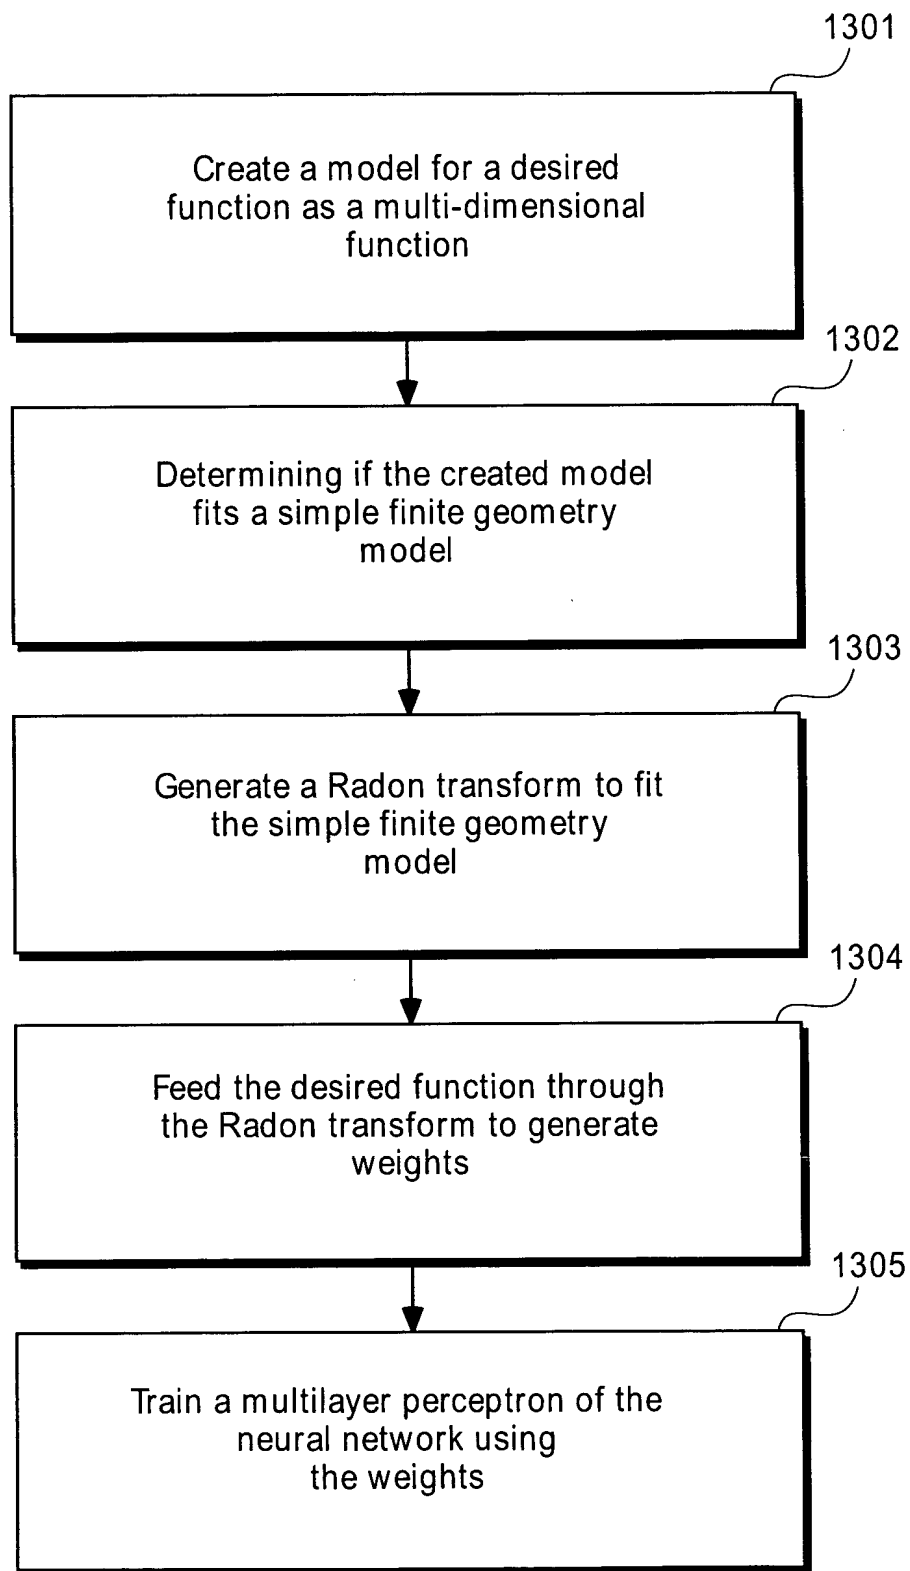 1301
Create a model for a desired
function as a multi-dimensional
function
1302
Determining if the created model
fits a simple finite geometry
model
1303
Generate a Radon transform to fit
the simple finite geometry
model
1304
Feed the desired function through
the Radon transform to generate
weights
1305
Train a multilayer perceptron of the
neural network using
the weights